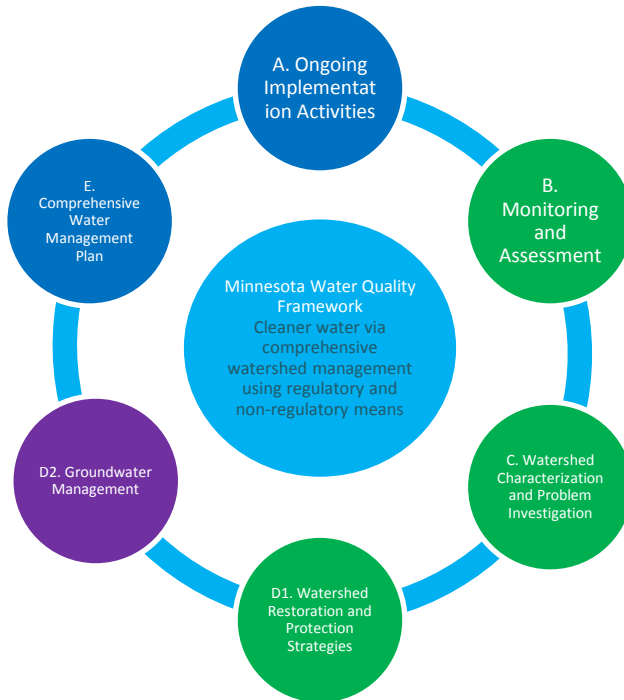 A. Ongoing
Implementat
ion Activities
B.
Monitoring
and
Assessment
C. Watershed
Characterization
and Problem
Investigation
D1. Watershed
Restoration and
Protection
Strategies
D2. Groundwater
Management
E.
Comprehensive
Water
Management
Plan
Minnesota Water Quality
Framework
Cleaner water via
comprehensive
watershed management
using regulatory and
non-regulatory means